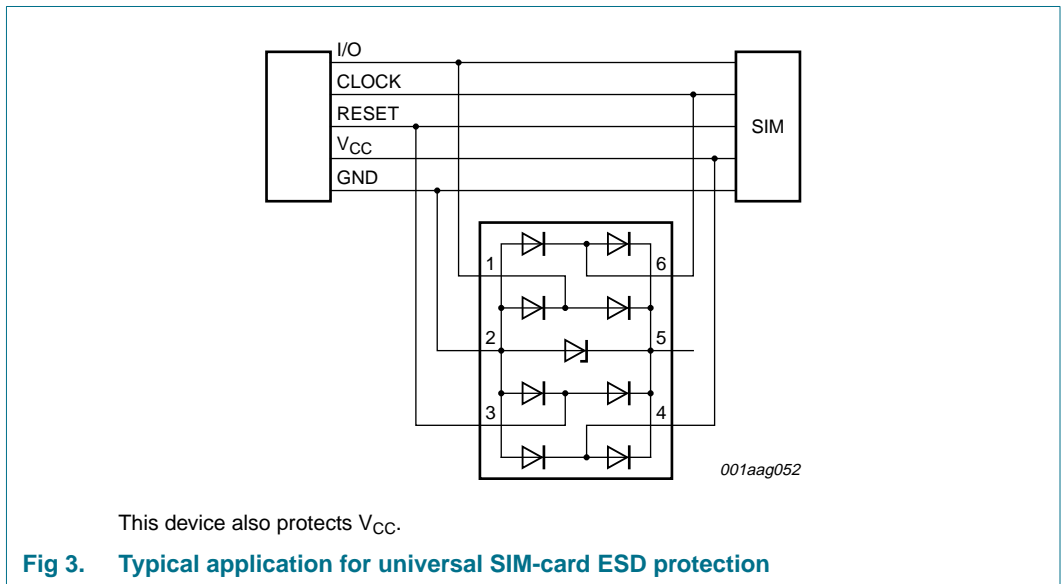 I/O
CLOCK
RESET
VCC
GND
SIM
1
6
2
5
3
4
001aag052
This device also protects VCC.
Fig 3. Typical application for universal SIM-card ESD protection